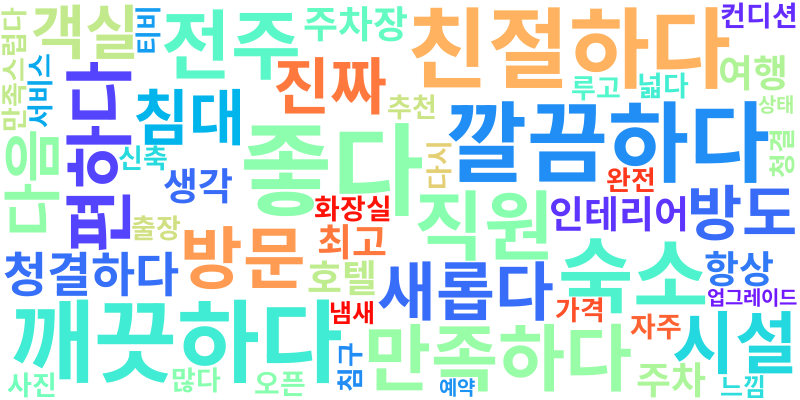 만족스럽다
객실
티비
전주
주차장
친절하다
컨디션
서비스
편하다
침대
진짜
추천
루고
넓다
여행
상태
다음
신축
생각
좋다
다시
깔끔하다
청결
완전
출장
화장실
직원
인테리어
방도
청결하다
방문
최고
호텔
새롭다
숙소
항상
업그레이드
냄새
가격
자주
깨끗하다
만족하다
시설
사진
많다
오픈
침구
예약
주차
느낌